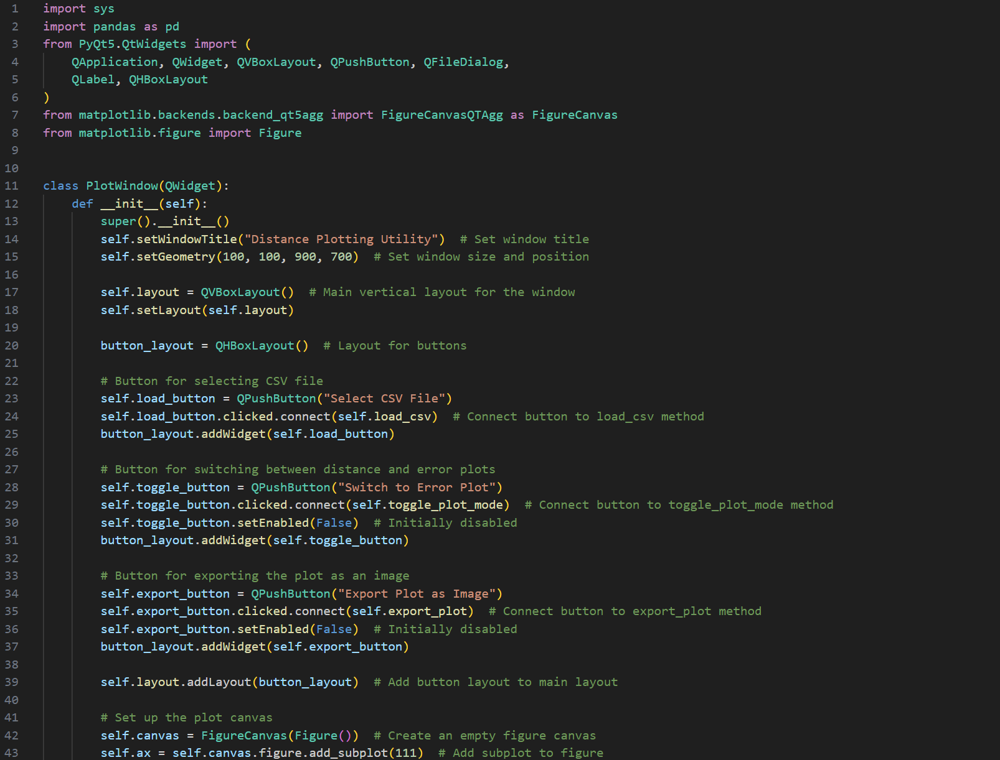 1 import sys
2 import pandas as pd
3 from PyQt5.QtWidgets import (
4     QApplication, QWidget, QVBoxLayout, QPushButton, QFileDialog,
5     QLabel, QHBoxLayout
6 )
7 from matplotlib.backends.backend_qt5agg import FigureCanvasQTAgg as FigureCanvas
8 from matplotlib.figure import Figure
9
10
11 class PlotWindow(QWidget):
12     def __init__(self):
13         super().__init__()
14         self.setWindowTitle("Distance Plotting Utility")  # Set window title
15         self.setGeometry(100, 100, 900, 700)  # Set window size and position
16
17         self.layout = QVBoxLayout()  # Main vertical layout for the window
18         self.setLayout(self.layout)
19
20         button_layout = QHBoxLayout()  # Layout for buttons
21
22         # Button for selecting CSV file
23         self.load_button = QPushButton("Select CSV File")
24         self.load_button.clicked.connect(self.load_csv)  # Connect button to load_csv method
25         button_layout.addWidget(self.load_button)
26
27         # Button for switching between distance and error plots
28         self.toggle_button = QPushButton("Switch to Error Plot")
29         self.toggle_button.clicked.connect(self.toggle_plot_mode)  # Connect button to toggle_plot_mode method
30         self.toggle_button.setEnabled(False)  # Initially disabled
31         button_layout.addWidget(self.toggle_button)
32
33         # Button for exporting the plot as an image
34         self.export_button = QPushButton("Export Plot as Image")
35         self.export_button.clicked.connect(self.export_plot)  # Connect button to export_plot method
36         self.export_button.setEnabled(False)  # Initially disabled
37         button_layout.addWidget(self.export_button)
38
39         self.layout.addLayout(button_layout)  # Add button layout to main layout
40
41         # Set up the plot canvas
42         self.canvas = FigureCanvas(Figure())  # Create an empty figure canvas
43         self.ax = self.canvas.figure.add_subplot(111)  # Add subplot to figure